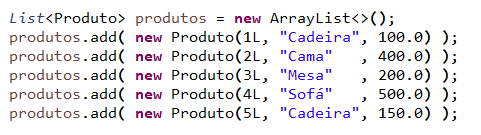 List<Produto> produtos = new ArrayList<>();
produtos.add( new Produto(1L, "Cadeira", 100.0) );
produtos.add( new Produto(2L, "Cama"   , 400.0) );
produtos.add( new Produto(3L, "Mesa"   , 200.0) );
produtos.add( new Produto(4L, "Sofá"   , 500.0) );
produtos.add( new Produto(5L, "Cadeira", 150.0) );